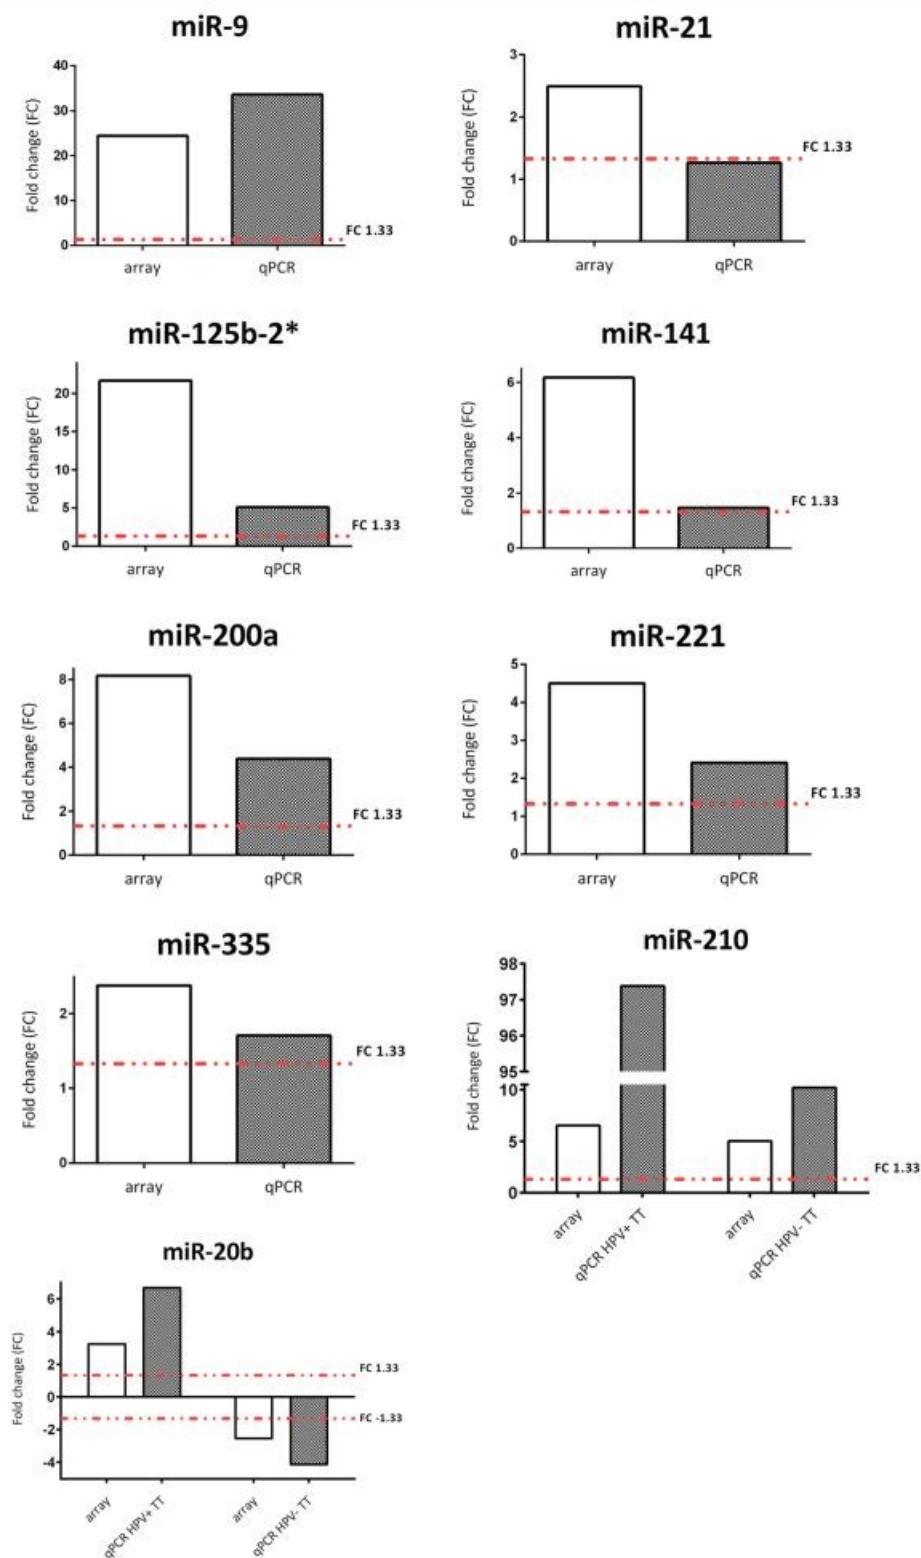 miR-9
Fold change (FC)
40
30
20
10
0
FC 1.33
array
qPCR
miR-21
Fold change (FC)
3
2
1
0
FC 1.33
array
qPCR
miR-125b-2*
Fold change (FC)
20
15
10
5
0
FC 1.33
array
qPCR
miR-141
Fold change (FC)
6
4
2
0
FC 1.33
array
qPCR
miR-200a
Fold change (FC)
8
6
4
2
0
FC 1.33
array
qPCR
miR-221
Fold change (FC)
5
4
3
2
1
0
FC 1.33
array
qPCR
miR-335
Fold change (FC)
2
1
0
FC 1.33
array
qPCR
miR-210
Fold change (FC)
98
97
96
95
10
5
0
FC 1.33
array
qPCR HPV+ TT
array
qPCR HPV- TT
miR-20b
Fold change (FC)
6
4
2
0
-2
-4
FC 1.33
FC -1.33
array
qPCR HPV+ TT
array
qPCR HPV- TT